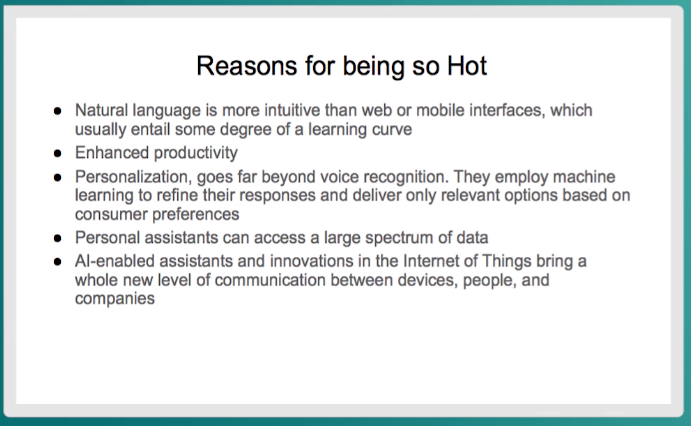 Reasons for being so Hot
● Natural language is more intuitive than web or mobile interfaces, which
usually entail some degree of a learning curve
● Enhanced productivity
● Personalization, goes far beyond voice recognition. They employ machine
learning to refine their responses and deliver only relevant options based on
consumer preferences
● Personal assistants can access a large spectrum of data
● AI-enabled assistants and innovations in the Internet of Things bring a
whole new level of communication between devices, people, and
companies